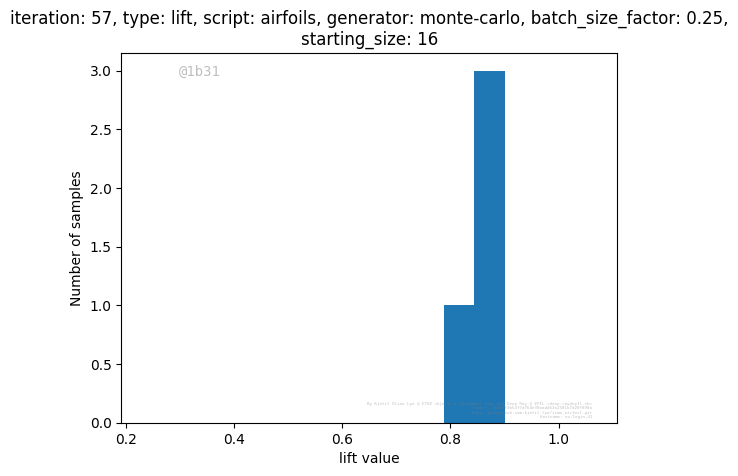 iteration: 57, type: lift, script: airfoils, generator: monte-carlo, batch_size_factor: 0.25,
starting_size: 16
@1b31
3.0
2.5
2.0
1.5
1.0
0.5
0.0
Number of samples
0.2
0.4
0.6
0.8
1.0
lift value